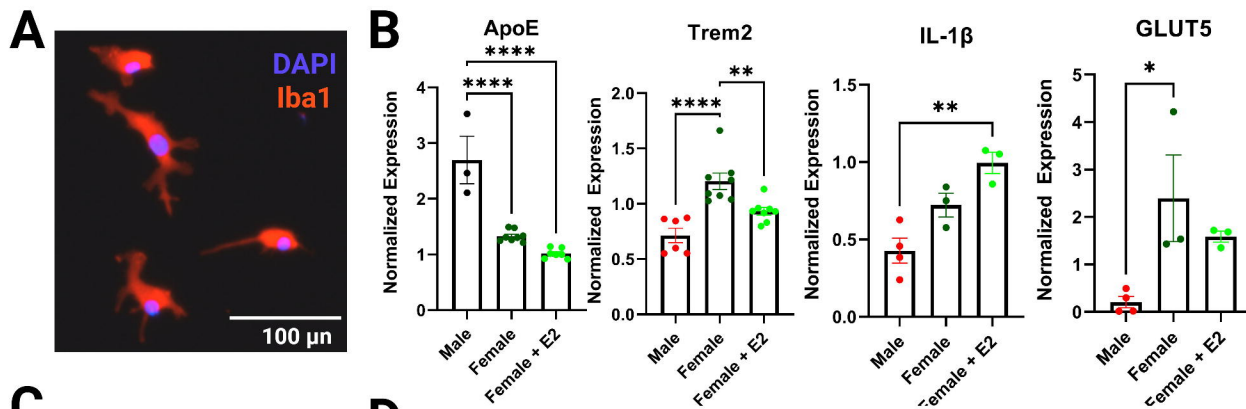 A
DAPI
Iba1
100 µn
B
ApoE
****
****
Normalized Expression
4
3
2
1
0
Male
Female
Female + E2
Trem2
**
****
Normalized Expression
2.0
1.5
1.0
0.5
0.0
Male
Female
Female + E2
IL-1β
**
Normalized Expression
1.5
1.0
0.5
0.0
Male
Female
Female + E2
GLUT5
*
Normalized Expression
5
4
3
2
1
0
Male
Female
Female + E2